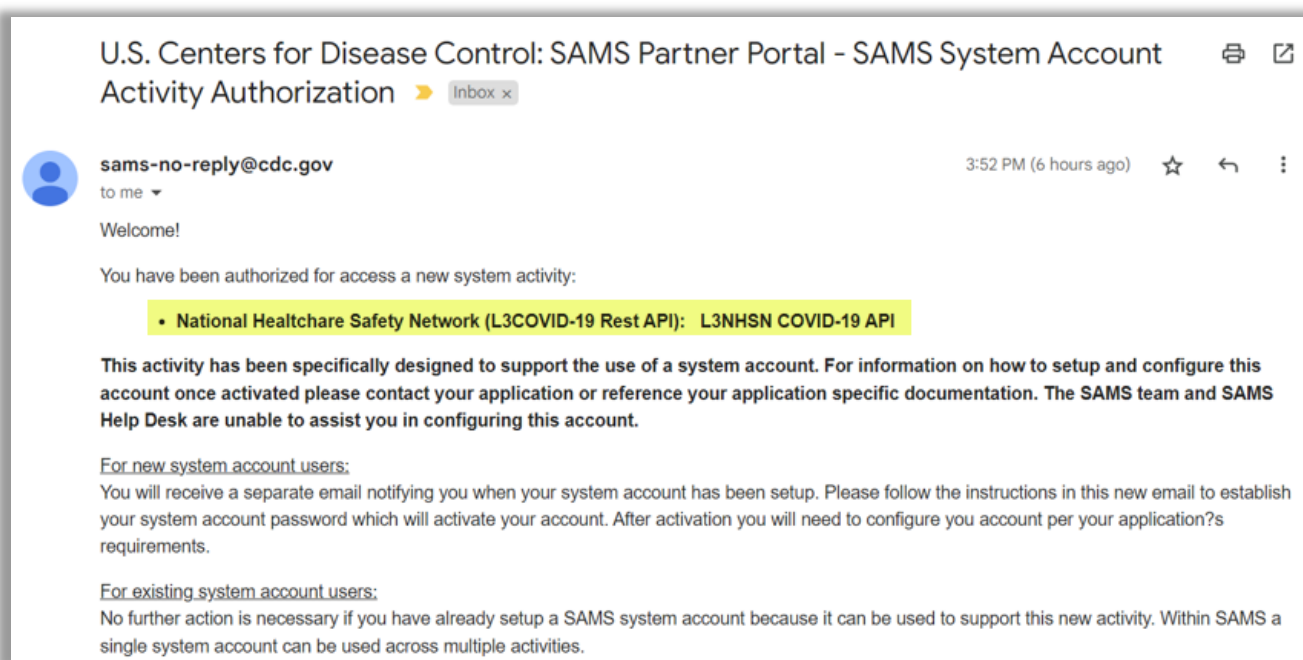 U.S. Centers for Disease Control: SAMS Partner Portal - SAMS System Account
Activity Authorization Inbox x
sams-no-reply@cdc.gov 3:52 PM (6 hours ago)
to me
Welcome!
You have been authorized for access a new system activity:
• National Healtchare Safety Network (L3COVID-19 Rest API): L3NHSN COVID-19 API
This activity has been specifically designed to support the use of a system account. For information on how to setup and configure this
account once activated please contact your application or reference your application specific documentation. The SAMS team and SAMS
Help Desk are unable to assist you in configuring this account.
For new system account users:
You will receive a separate email notifying you when your system account has been setup. Please follow the instructions in this new email to establish
your system account password which will activate your account. After activation you will need to configure you account per your application?s
requirements.
For existing system account users:
No further action is necessary if you have already setup a SAMS system account because it can be used to support this new activity. Within SAMS a
single system account can be used across multiple activities.